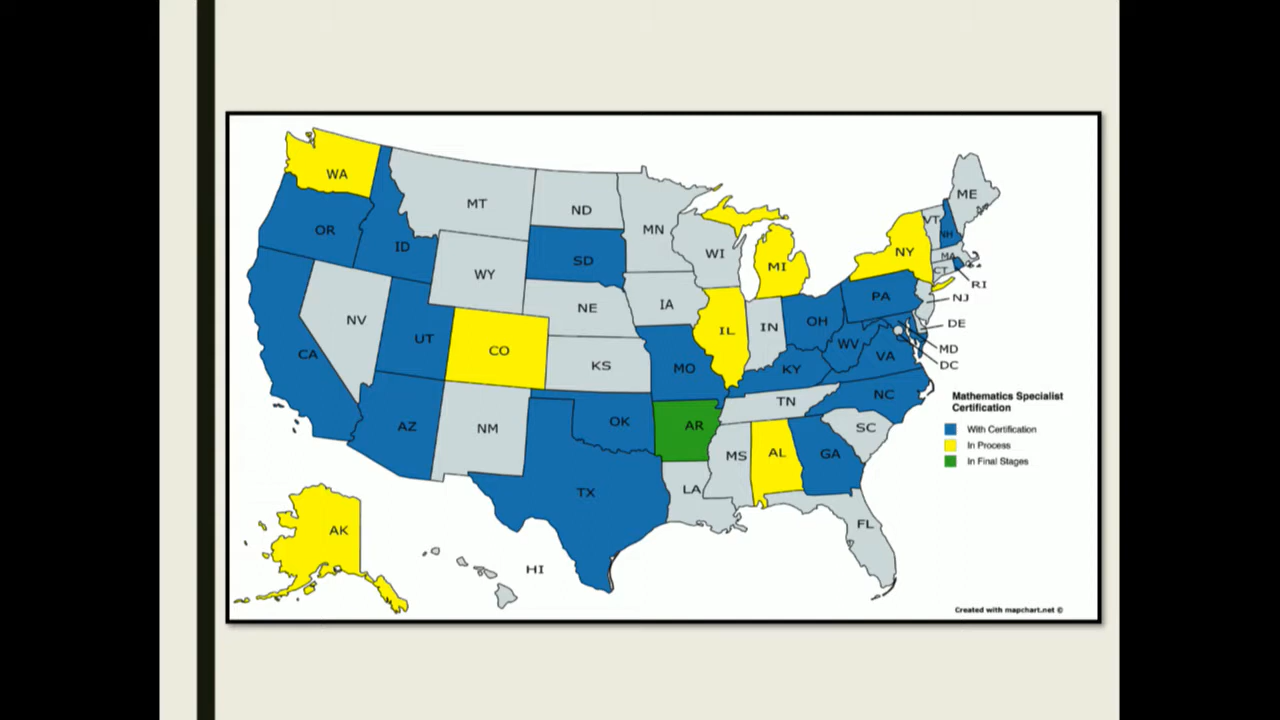 WA
MT
ND
MN
ME
VT
NH
OR
ID
SD
WI
MI
NY
MA
CT
RI
WY
NE
IA
IL
IN
OH
PA
NJ
NV
UT
CO
KS
MO
KY
WV
VA
DE
MD
DC
CA
AZ
NM
OK
AR
TN
NC
SC
TX
LA
MS
AL
GA
FL
AK
HI
Mathematics Specialist
Certification
With Certification
In Process
In Final Stages
Created with mapchart.net ©